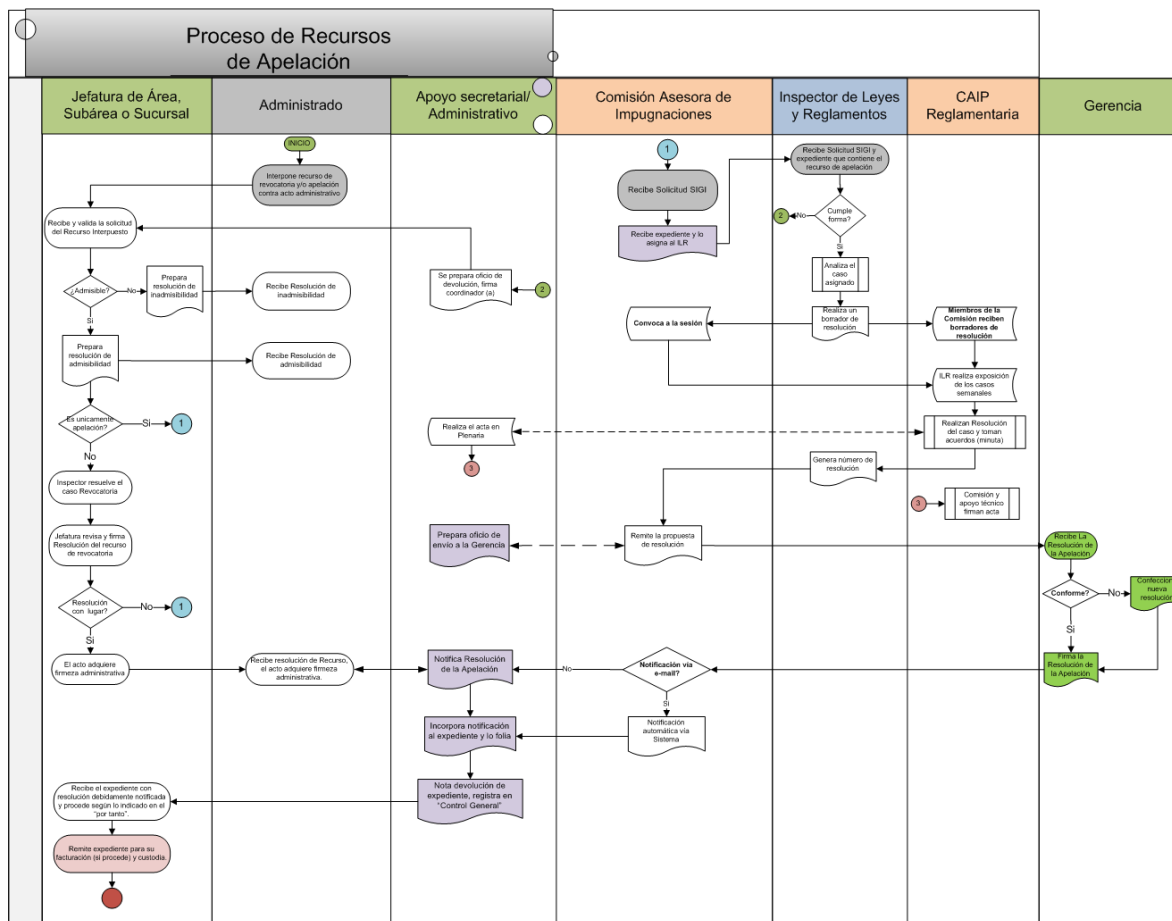 Proceso de Recursos
de Apelación
Jefatura de Área,
Subárea o Sucursal
Administrado
Apoyo secretarial/
Administrativo
Comisión Asesora de
Impugnaciones
Inspector de Leyes
y Reglamentos
CAIP
Reglamentaria
Gerencia
INICIO
Interpone recurso de
revocatoria y/o apelación
contra acto administrativo
1
Recibe Solicitud SIGI
Recibe expediente y lo
asigna al ILR
Recibe Solicitud SIGI y
expediente que contiene el
recurso de apelación
Cumple
forma?
No
2
Si
Analiza el
caso
asignado
Realiza un
borrador de
resolución
Recibe y valida la solicitud
del Recurso Interpuesto
¿Admisible?
No
Prepara
resolución de
inadmisibilidad
Recibe Resolución de
inadmisibilidad
Se prepara oficio de
devolución, firma
coordinador (a)
2
Si
Convoca a la sesión
Miembros de la
Comisión reciben
borradores de
resolución
Prepara
resolución de
admisibilidad
Recibe Resolución de
admisibilidad
ILR realiza exposición
de los casos
semanales
Es unicamente
apelación?
Si
1
No
Realiza el acta en
Plenaria
3
Realizan Resolución
del caso y toman
acuerdos (minuta)
Genera número de
resolución
Inspector resuelve el
caso Revocatoria
3
Comisión y
apoyo técnico
firman acta
Jefatura revisa y firma
Resolución del recurso
de revocatoria
Prepara oficio de
envío a la Gerencia
Remite la propuesta
de resolución
Recibe La
Resolución de
la Apelación
Conforme?
No
Confecciona
nueva
resolución
Si
Resolución
con lugar?
No
1
Si
El acto adquiere
firmeza administrativa
Recibe resolución de Recurso,
el acto adquiere firmeza
administrativa.
Notifica Resolución
de la Apelación
No
Notificación vía
e-mail?
Si
Firma la
Resolución de
la Apelación
Incorpora notificación
al expediente y lo folia
Notificación
automática vía
Sistema
Nota devolución de
expediente, registra en
"Control General"
Recibe el expediente con
resolución debidamente notificada
y procede según lo indicado en el
"por tanto".
Remite expediente para su
facturación (si procede) y custodia.